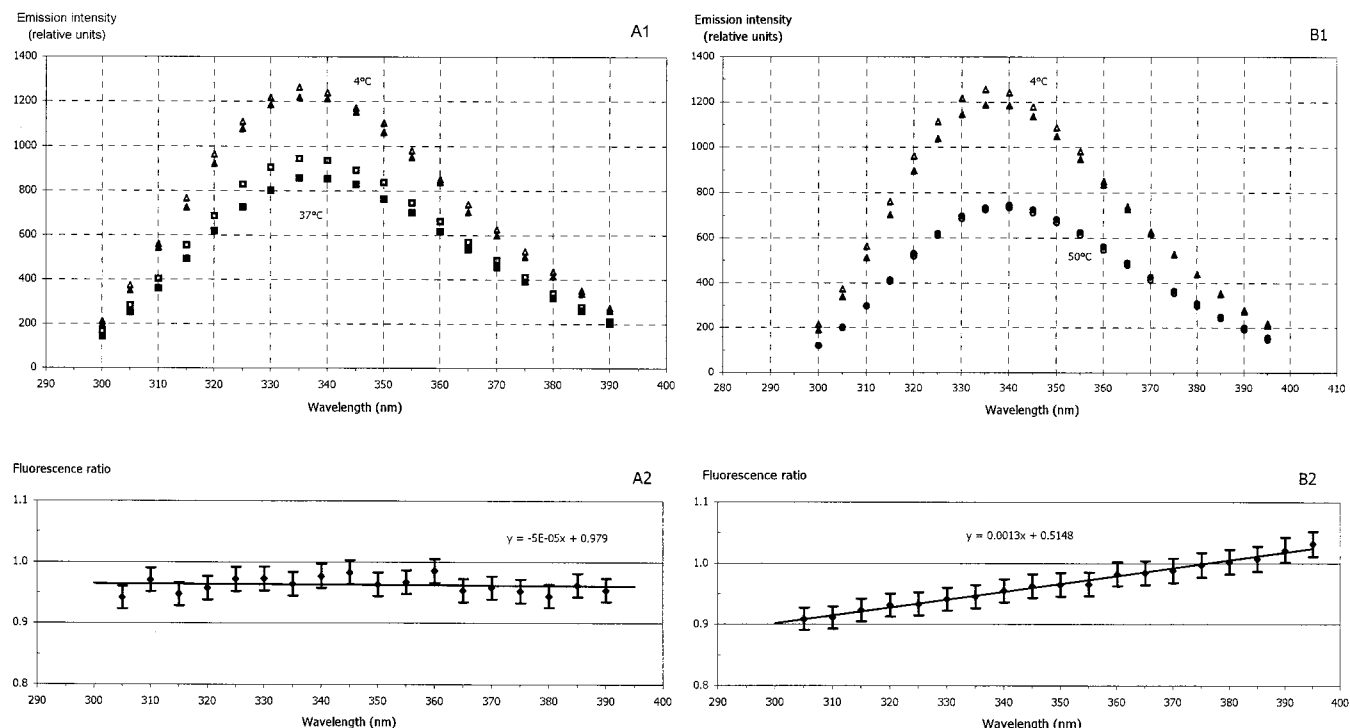 Emission intensity
(relative units)
A1
1400
1200
1000
800
600
400
200
0
4ºC
37ºC
290 300 310 320 330 340 350 360 370 380 390 400
Wavelength (nm)
Emission intensity
(relative units)
B1
1400
1200
1000
800
600
400
200
0
4ºC
50ºC
280 290 300 310 320 330 340 350 360 370 380 390 400 410
Wavelength (nm)
Fluorescence ratio
A2
1.1
1.0
0.9
0.8
y = -5E-05x + 0.979
290 300 310 320 330 340 350 360 370 380 390 400
Wavelength (nm)
Fluorescence ratio
B2
1.1
1.0
0.9
0.8
y = 0.0013x + 0.5148
290 300 310 320 330 340 350 360 370 380 390 400
Wavelength (nm)